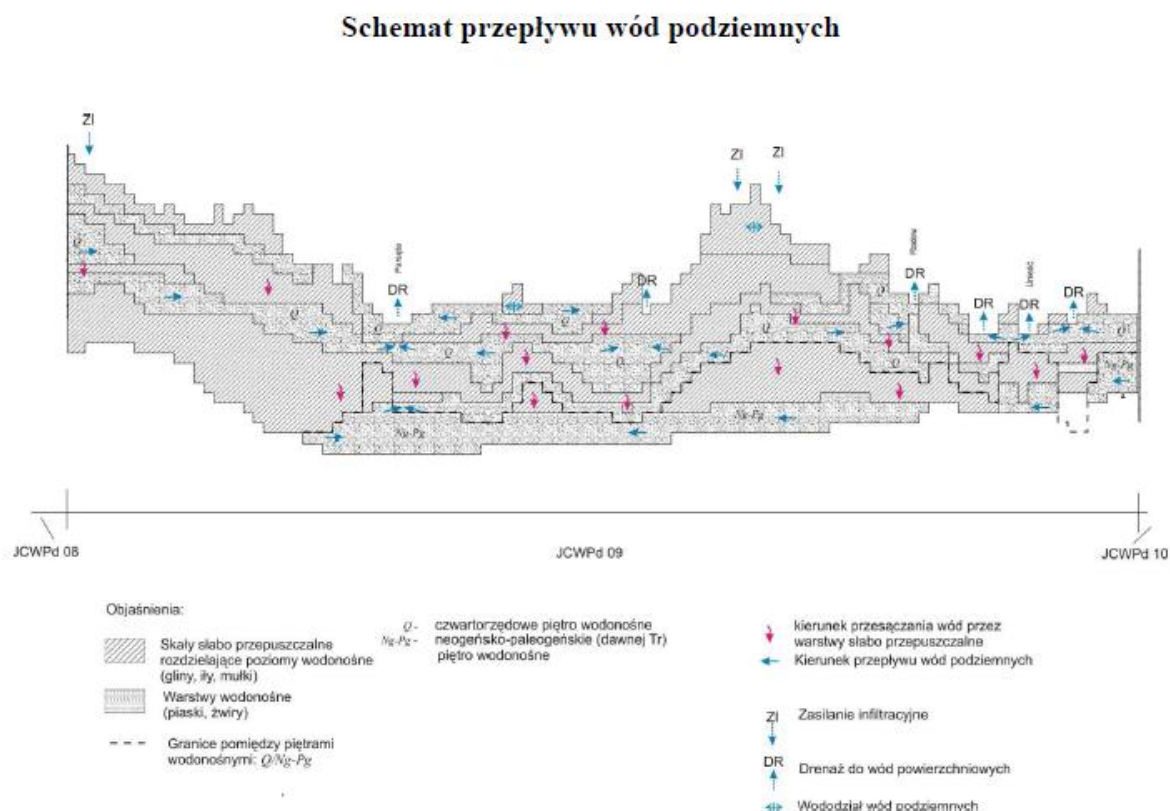 Schemat przepływu wód podziemnych
ZI
ZI
ZI
Q
Parsęta
DR
DR
Radew
DR
Unieść
DR
DR
DR
Q
Q
Q
Q
Q
Q
Q
Q
Q
Ng-Pg
Ng-Pg
Ng-Pg
JCWPd 08
JCWPd 09
JCWPd 10
Objaśnienia:
Skały słabo przepuszczalne
rozdzielające poziomy wodonośne
(gliny, iły, mułki)
Warstwy wodonośne
(piaski, żwiry)
Granice pomiędzy piętrami
wodonośnymi: Q/Ng-Pg
Q - czwartorzędowe piętro wodonośne
Ng-Pg - neogeńsko-paleogeńskie (dawnej Tr)
piętro wodonośne
kierunek przesączania wód przez
warstwy słabo przepuszczalne
Kierunek przepływu wód podziemnych
ZI Zasilanie infiltracyjne
DR Drenaż do wód powierzchniowych
Wododział wód podziemnych